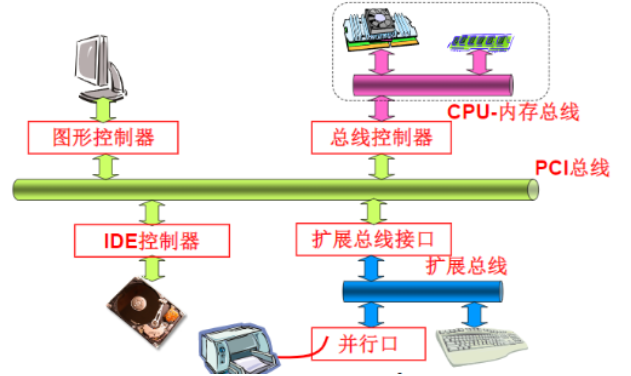 CPU-内存总线
图形控制器
总线控制器
PCI总线
IDE控制器
扩展总线接口
扩展总线
并行口